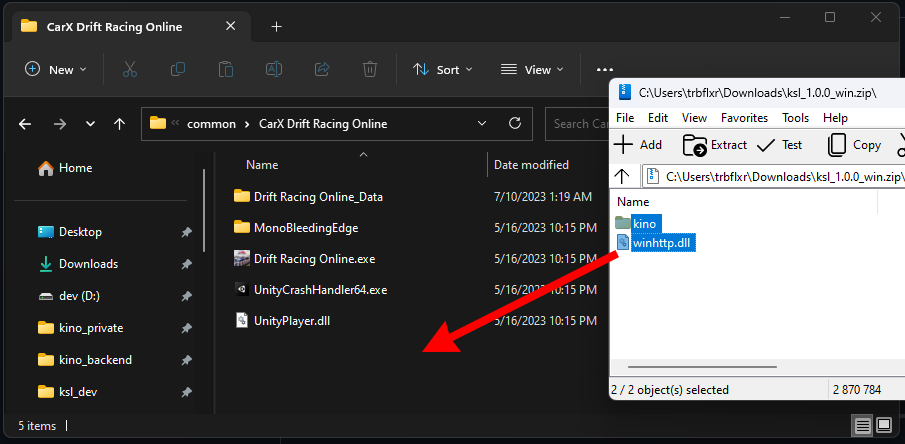 CarX Drift Racing Online
New
Sort
View
common > CarX Drift Racing Online
Search Car
Home
Desktop
Downloads
dev (D:)
kino_private
kino_backend
ksl_dev
Name
Date modified
Drift Racing Online_Data
7/10/2023 1:19 AM
MonoBleedingEdge
5/16/2023 10:15 PM
Drift Racing Online.exe
5/16/2023 10:15 PM
UnityCrashHandler64.exe
5/16/2023 10:15 PM
UnityPlayer.dll
5/16/2023 10:15 PM
5 items
C:\Users\trbflxr\Downloads\ksl_1.0.0_win.zip\
File Edit View Favorites Tools Help
Add Extract Test Copy
C:\Users\trbflxr\Downloads\ksl_1.0.0_win.zip\
Name
kino
winhttp.dll
2 / 2 object(s) selected
2 870 784